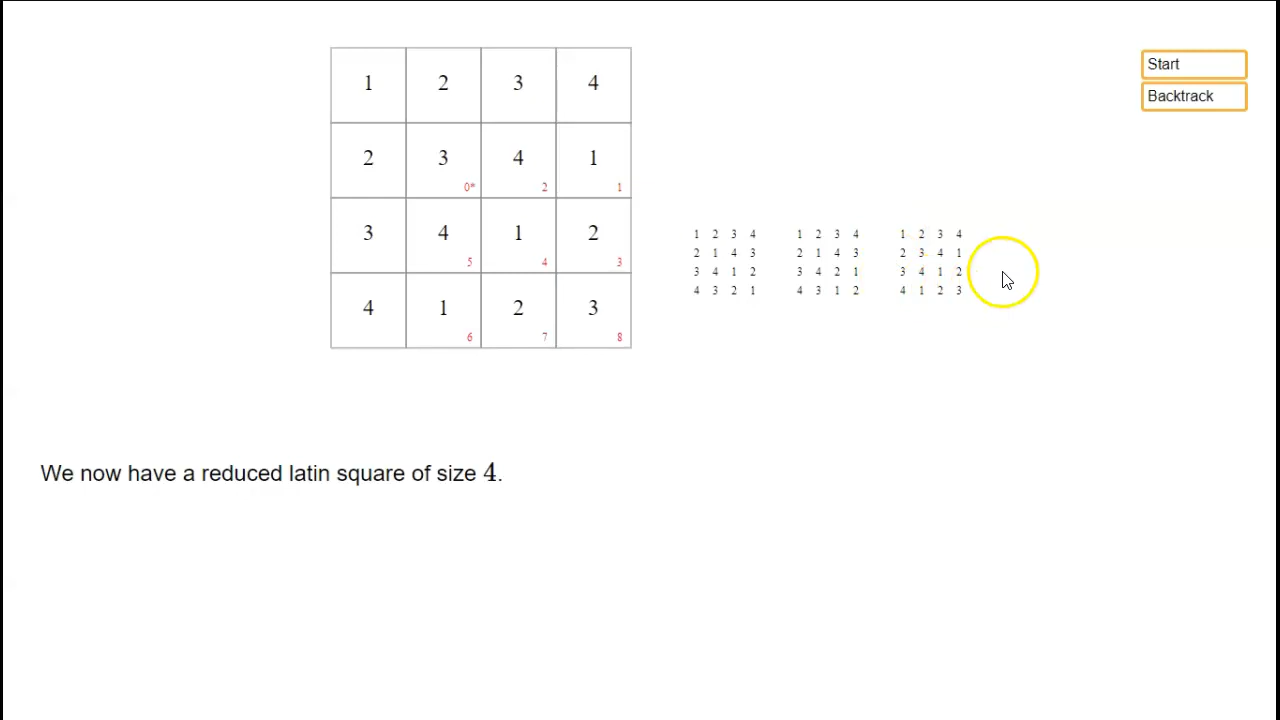 Start
Backtrack
1 2 3 4
2 3 4 1
0* 2 1
3 4 1 2
5 4 3
4 1 2 3
6 7 8
1 2 3 4 1 2 3 4 1 2 3 4
2 1 4 3 2 1 4 3 2 3 4 1
3 4 1 2 3 4 2 1 3 4 1 2
4 3 2 1 4 3 1 2 4 1 2 3
We now have a reduced latin square of size 4.